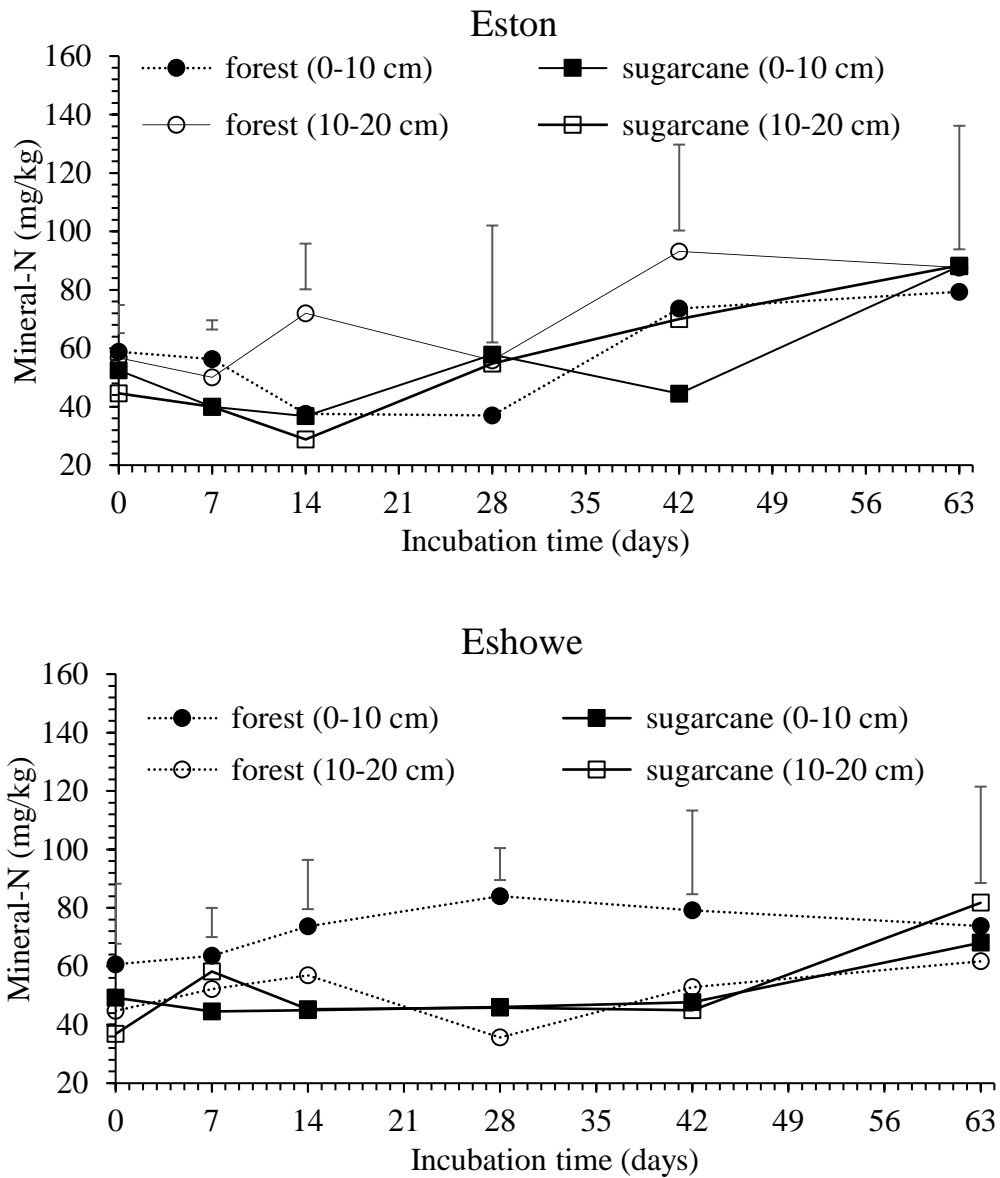 Eston
160
140
120
100
80
60
40
20
Mineral-N (mg/kg)
forest (0-10 cm)
sugarcane (0-10 cm)
forest (10-20 cm)
sugarcane (10-20 cm)
0 7 14 21 28 35 42 49 56 63
Incubation time (days)
Eshowe
160
140
120
100
80
60
40
20
Mineral-N (mg/kg)
forest (0-10 cm)
sugarcane (0-10 cm)
forest (10-20 cm)
sugarcane (10-20 cm)
0 7 14 21 28 35 42 49 56 63
Incubation time (days)